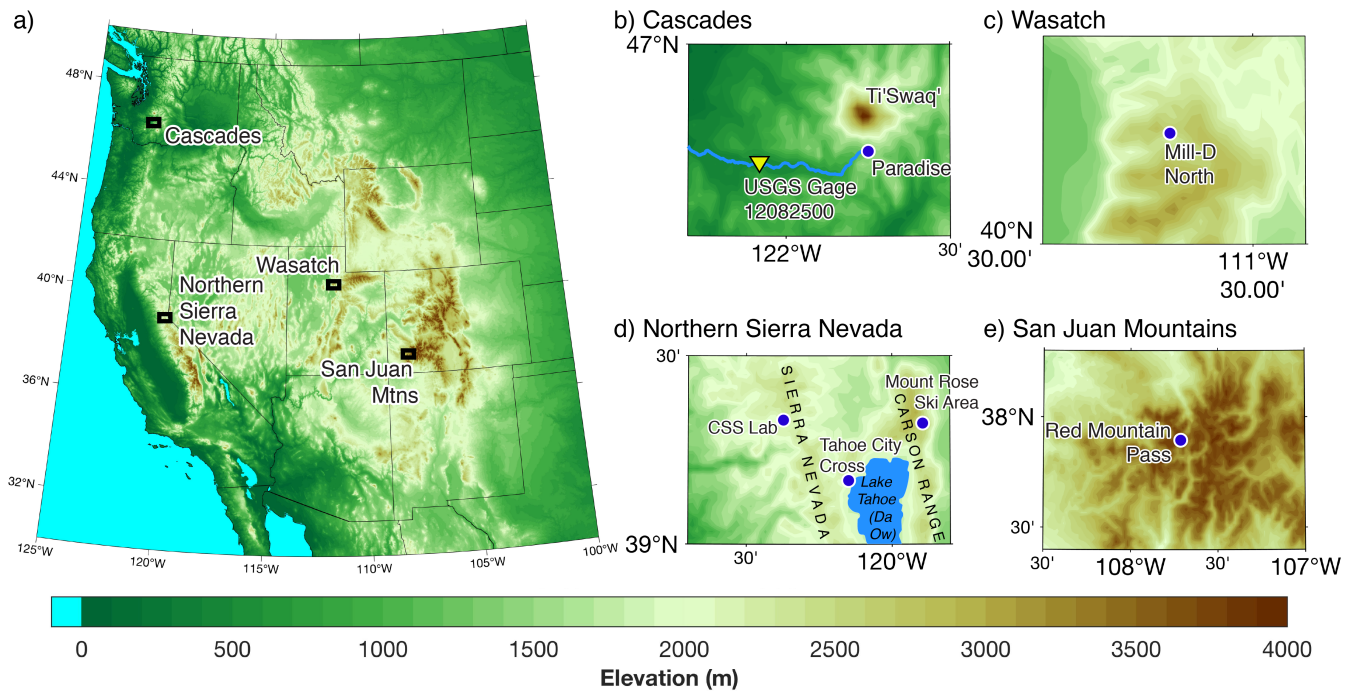 a)
48°N
44°N
40°N
36°N
32°N
125°W
120°W
115°W
110°W
105°W
100°W
Cascades
Wasatch
Northern
Sierra
Nevada
San Juan
Mtns
b) Cascades
47°N
Ti'Swaq'
Paradise
USGS Gage
12082500
122°W
30'
c) Wasatch
Mill-D
North
40°N
30.00'
111°W
30.00'
d) Northern Sierra Nevada
30'
SIERRA NEVADA
Mount Rose
Ski Area
CSS Lab
CARSON RANGE
Tahoe City
Cross
Lake
Tahoe
(Da
Ow)
39°N
30'
120°W
e) San Juan Mountains
38°N
Red Mountain
Pass
30'
30'
108°W
30'
107°W
0
500
1000
1500
2000
2500
3000
3500
4000
Elevation (m)